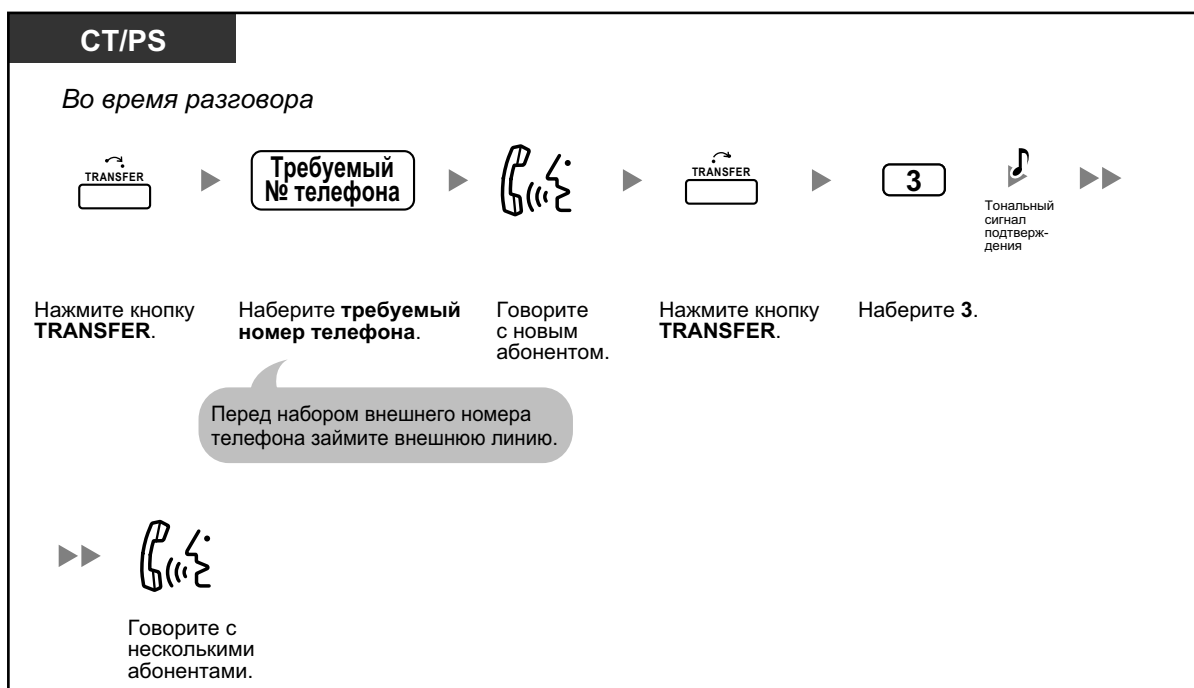 CT/PS
Во время разговора
TRANSFER
Требуемый
№ телефона
TRANSFER
3
Тональный
сигнал
подтверж-
дения
Нажмите кнопку
TRANSFER.
Наберите требуемый
номер телефона.
Говорите
с новым
абонентом.
Нажмите кнопку
TRANSFER.
Наберите 3.
Перед набором внешнего номера
телефона займите внешнюю линию.
Говорите с
несколькими
абонентами.